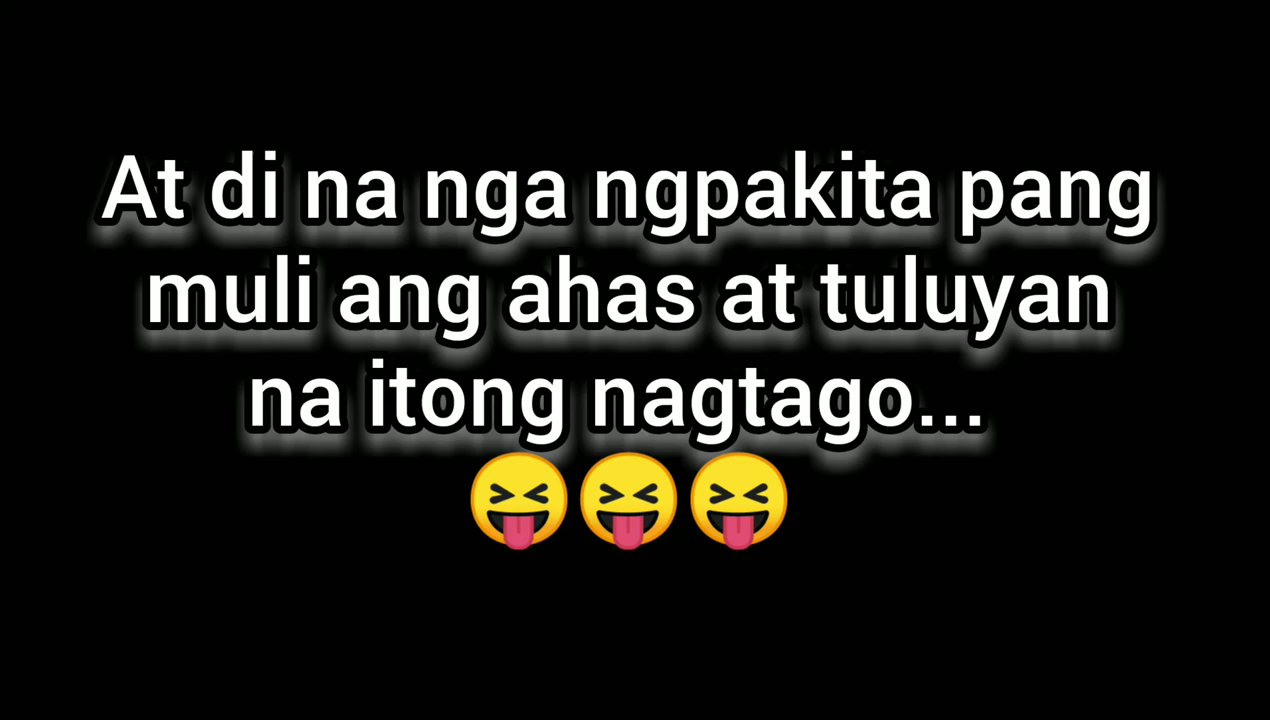 At di na nga ngpakita pang
muli ang ahas at tuluyan
na itong nagtago...
😝😝😝